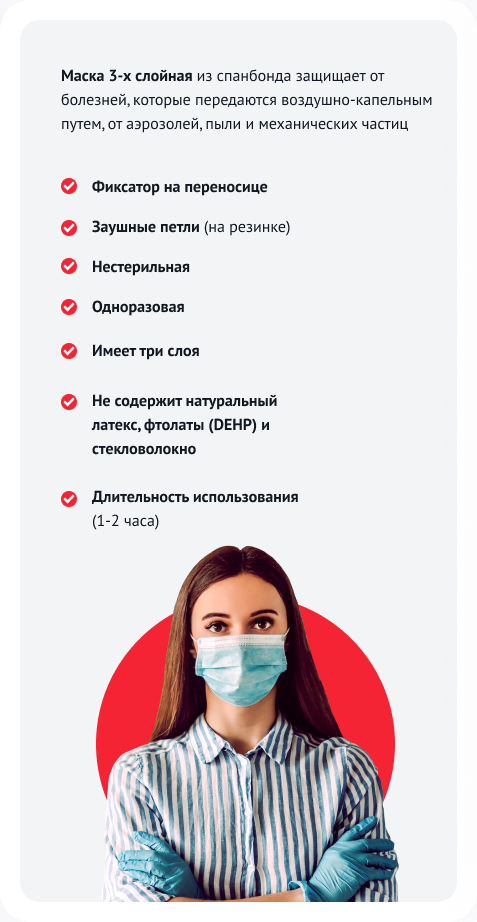 Маска 3-х слойная из спанбонда защищает от
болезней, которые передаются воздушно-капельным
путем, от аэрозолей, пыли и механических частиц
Фиксатор на переносице
Заушные петли (на резинке)
Нестерильная
Одноразовая
Имеет три слоя
Не содержит натуральный
латекс, фтолаты (DEHP) и
стекловолокно
Длительность использования
(1-2 часа)